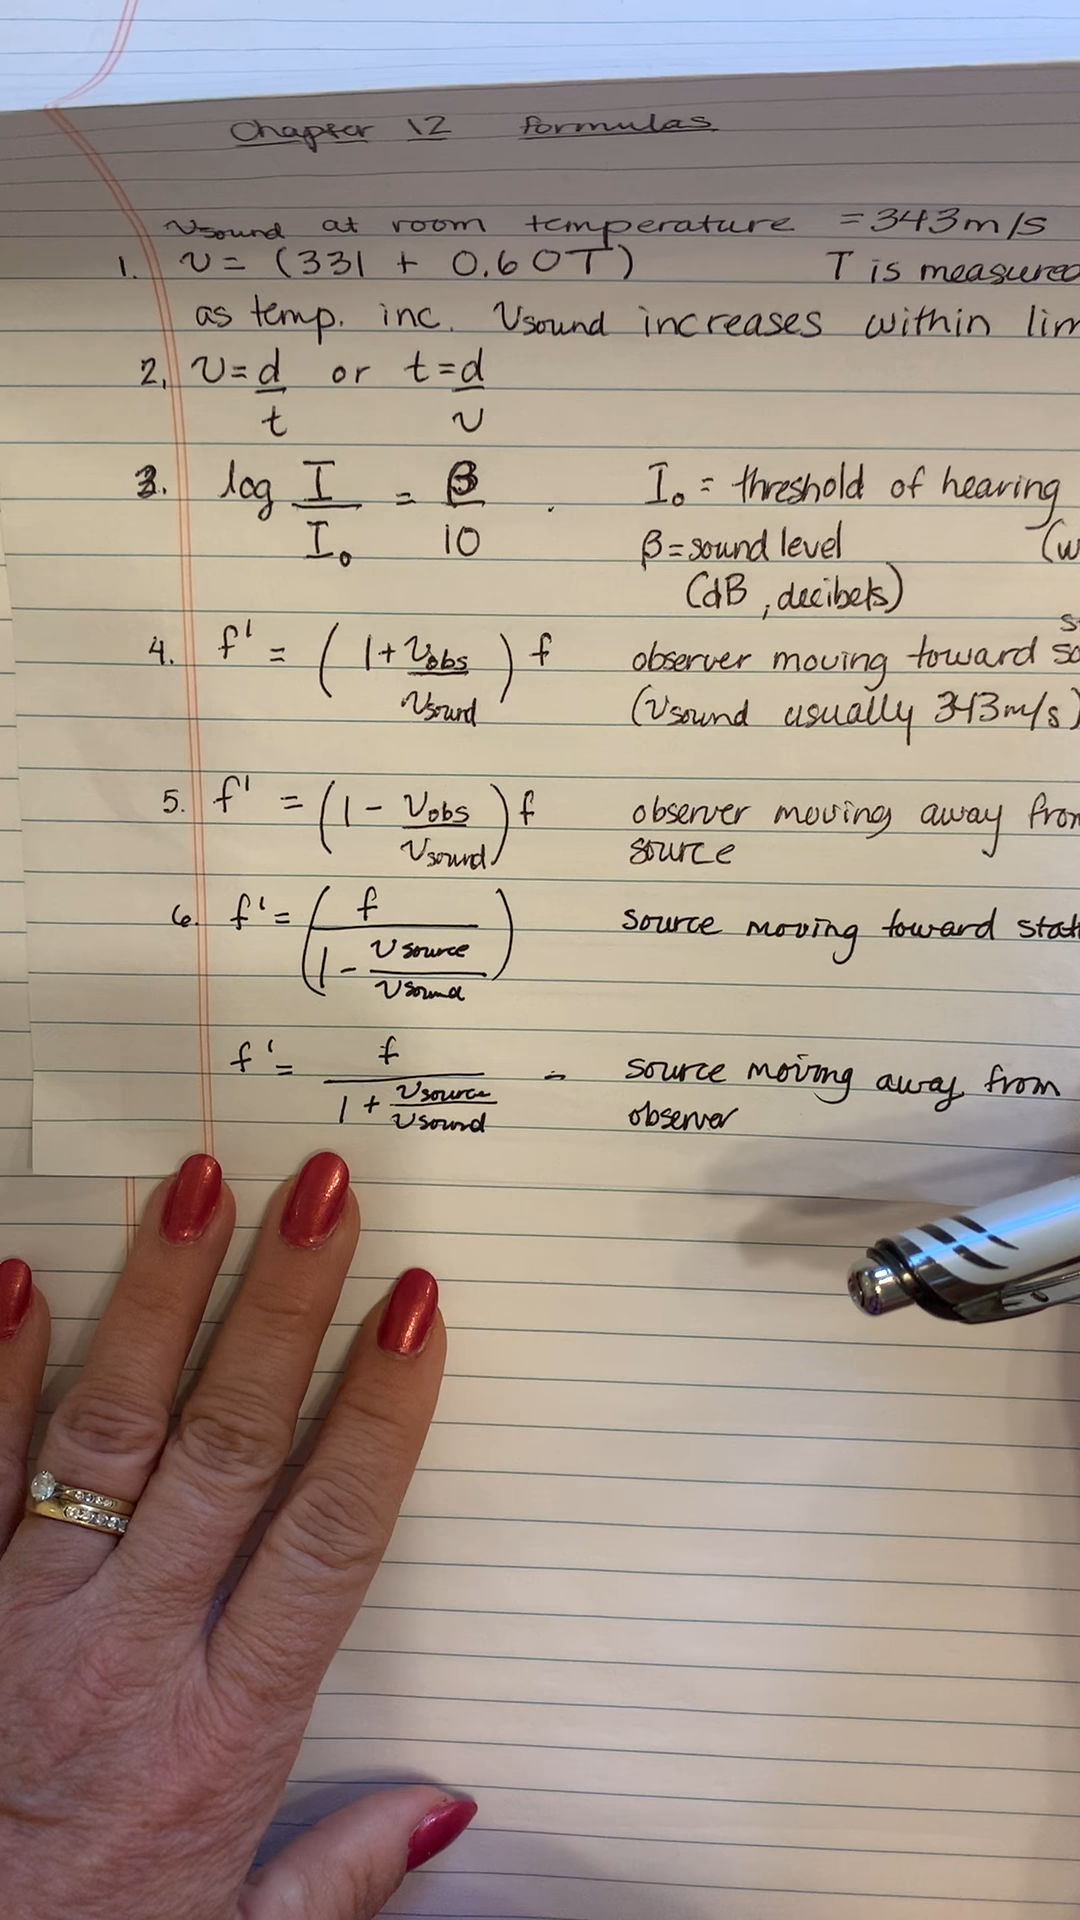 Chapter 12 formulas
vsound at room temperature = 343m/s
1. v = (331 + 0.60T) T is measured
as temp. inc. vsound increases within lim
2. v = d/t or t = d/v
3. log I/I₀ = β/10 . I₀ = threshold of hearing
β = sound level (w
(dB, decibels)
s
4. f' = (1 + vobs/vsound) f observer moving toward so
(vsound usually 343m/s)
5. f' = (1 - vobs/vsound) f observer moving away from
source
6. f' = (f/(1 - vsource/vsound)) source moving toward stat
f' = f/(1 + vsource/vsound) - source moving away from
observer